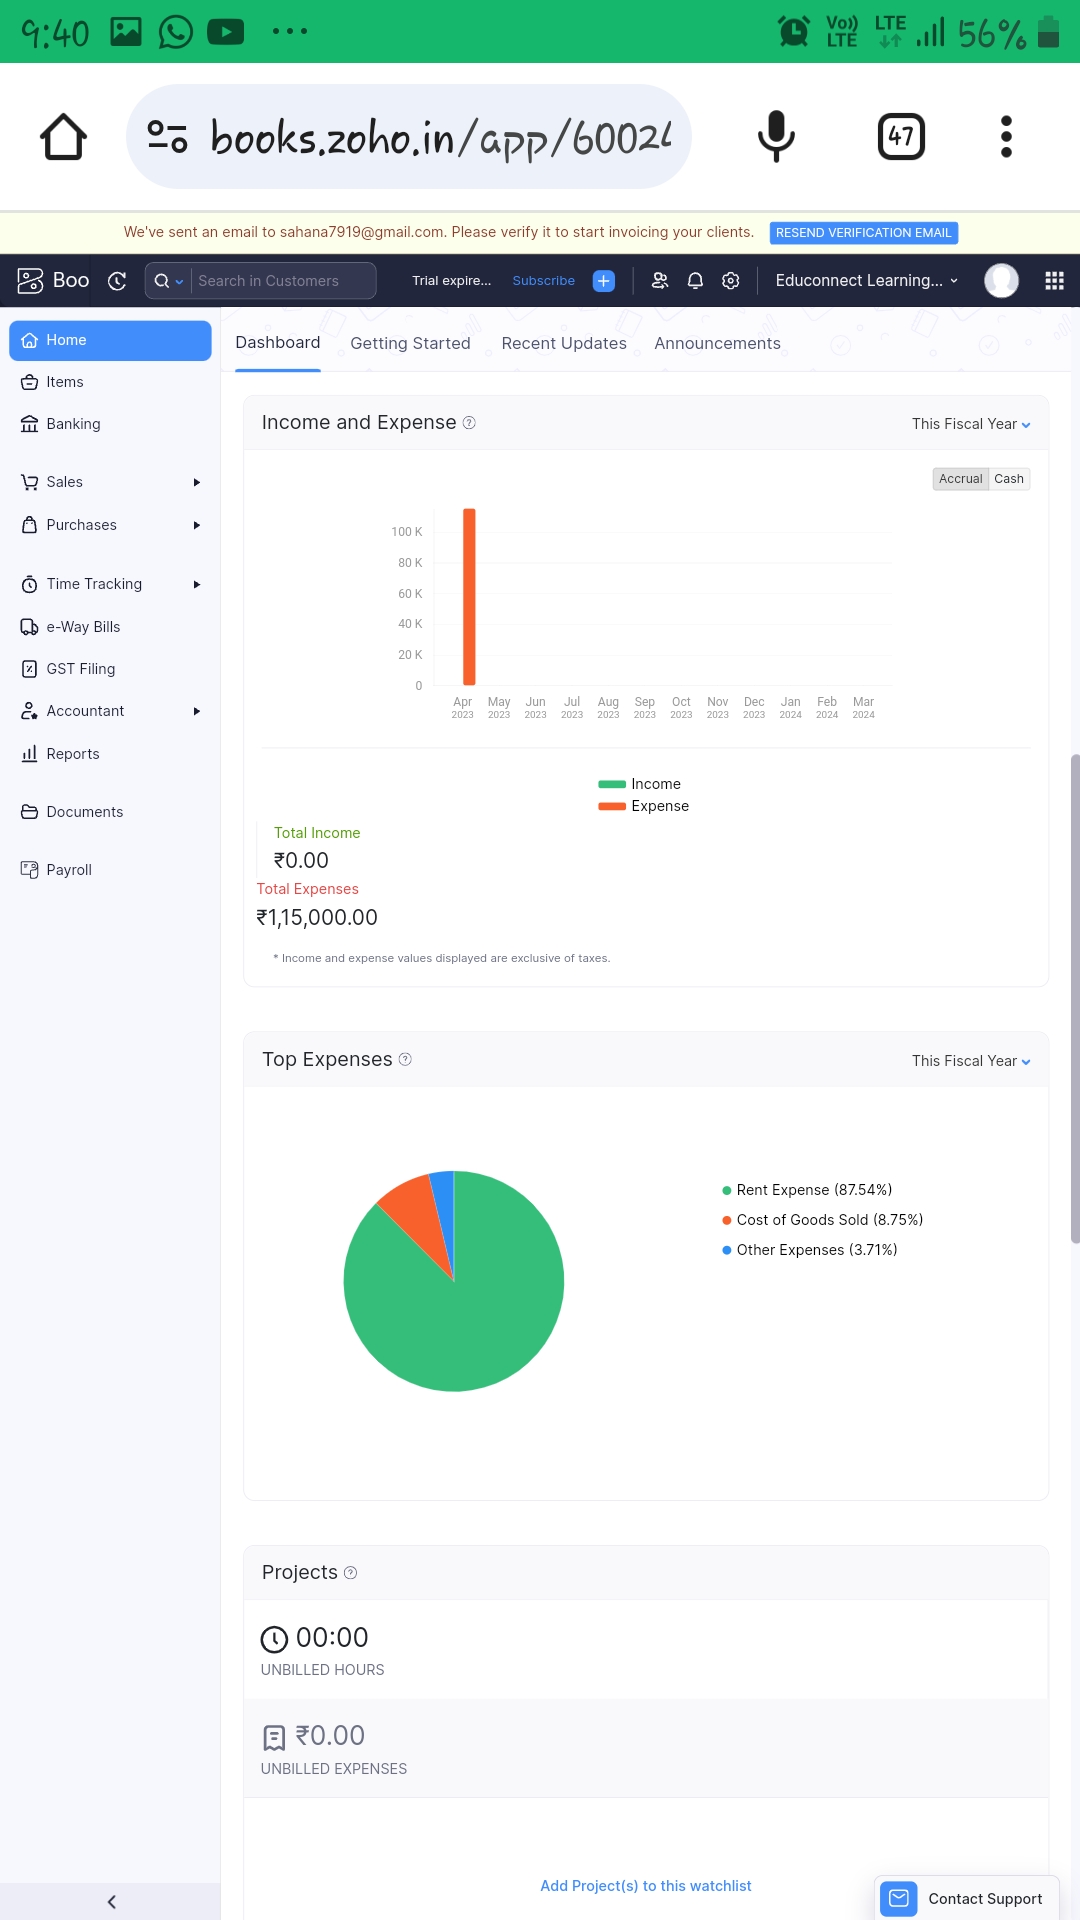 9:40 56%
books.zoho.in/app/6002 47
We've sent an email to sahana7919@gmail.com. Please verify it to start invoicing your clients. RESEND VERIFICATION EMAIL
Boo Search in Customers Trial expire... Subscribe Educonnect Learning...
Home
Items
Banking
Sales
Purchases
Time Tracking
e-Way Bills
GST Filing
Accountant
Reports
Documents
Payroll
Dashboard Getting Started Recent Updates Announcements
Income and Expense This Fiscal Year
Accrual Cash
100 K
80 K
60 K
40 K
20 K
0
Apr May Jun Jul Aug Sep Oct Nov Dec Jan Feb Mar
2023 2023 2023 2023 2023 2023 2023 2023 2023 2024 2024 2024
Income
Expense
Total Income
₹0.00
Total Expenses
₹1,15,000.00
* Income and expense values displayed are exclusive of taxes.
Top Expenses This Fiscal Year
Rent Expense (87.54%)
Cost of Goods Sold (8.75%)
Other Expenses (3.71%)
Projects
00:00
UNBILLED HOURS
₹0.00
UNBILLED EXPENSES
Add Project(s) to this watchlist
Contact Support